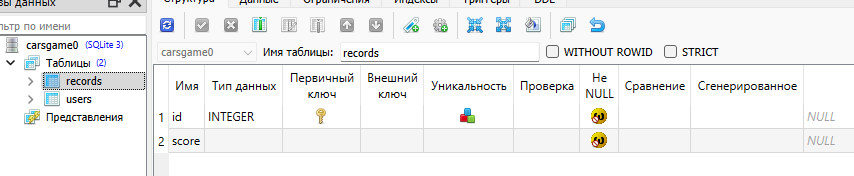 зы данных
Структура Данные Ограничения Индексы Триггеры DDL
льтр по имени
carsgame0 (SQLite 3)
Таблицы (2)
records
users
Представления
carsgame0 Имя таблицы: records WITHOUT ROWID STRICT
Имя Тип данных Первичный ключ Внешний ключ Уникальность Проверка Не NULL Сравнение Сгенерированное
1 id INTEGER NULL
2 score NULL